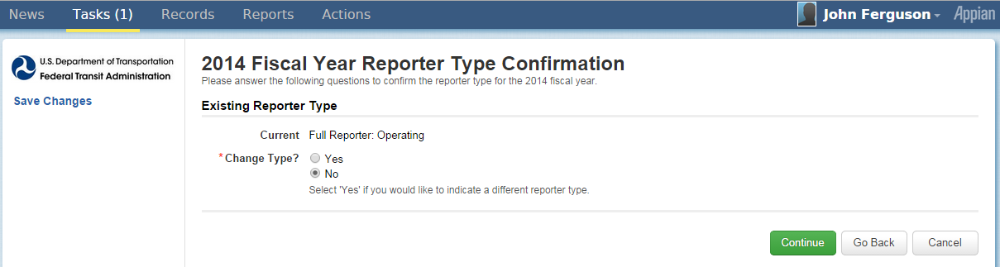 News Tasks (1) Records Reports Actions John Ferguson Appian
U.S. Department of Transportation
Federal Transit Administration
Save Changes
2014 Fiscal Year Reporter Type Confirmation
Please answer the following questions to confirm the reporter type for the 2014 fiscal year.
Existing Reporter Type
Current Full Reporter: Operating
*Change Type? Yes
No
Select 'Yes' if you would like to indicate a different reporter type.
Continue Go Back Cancel